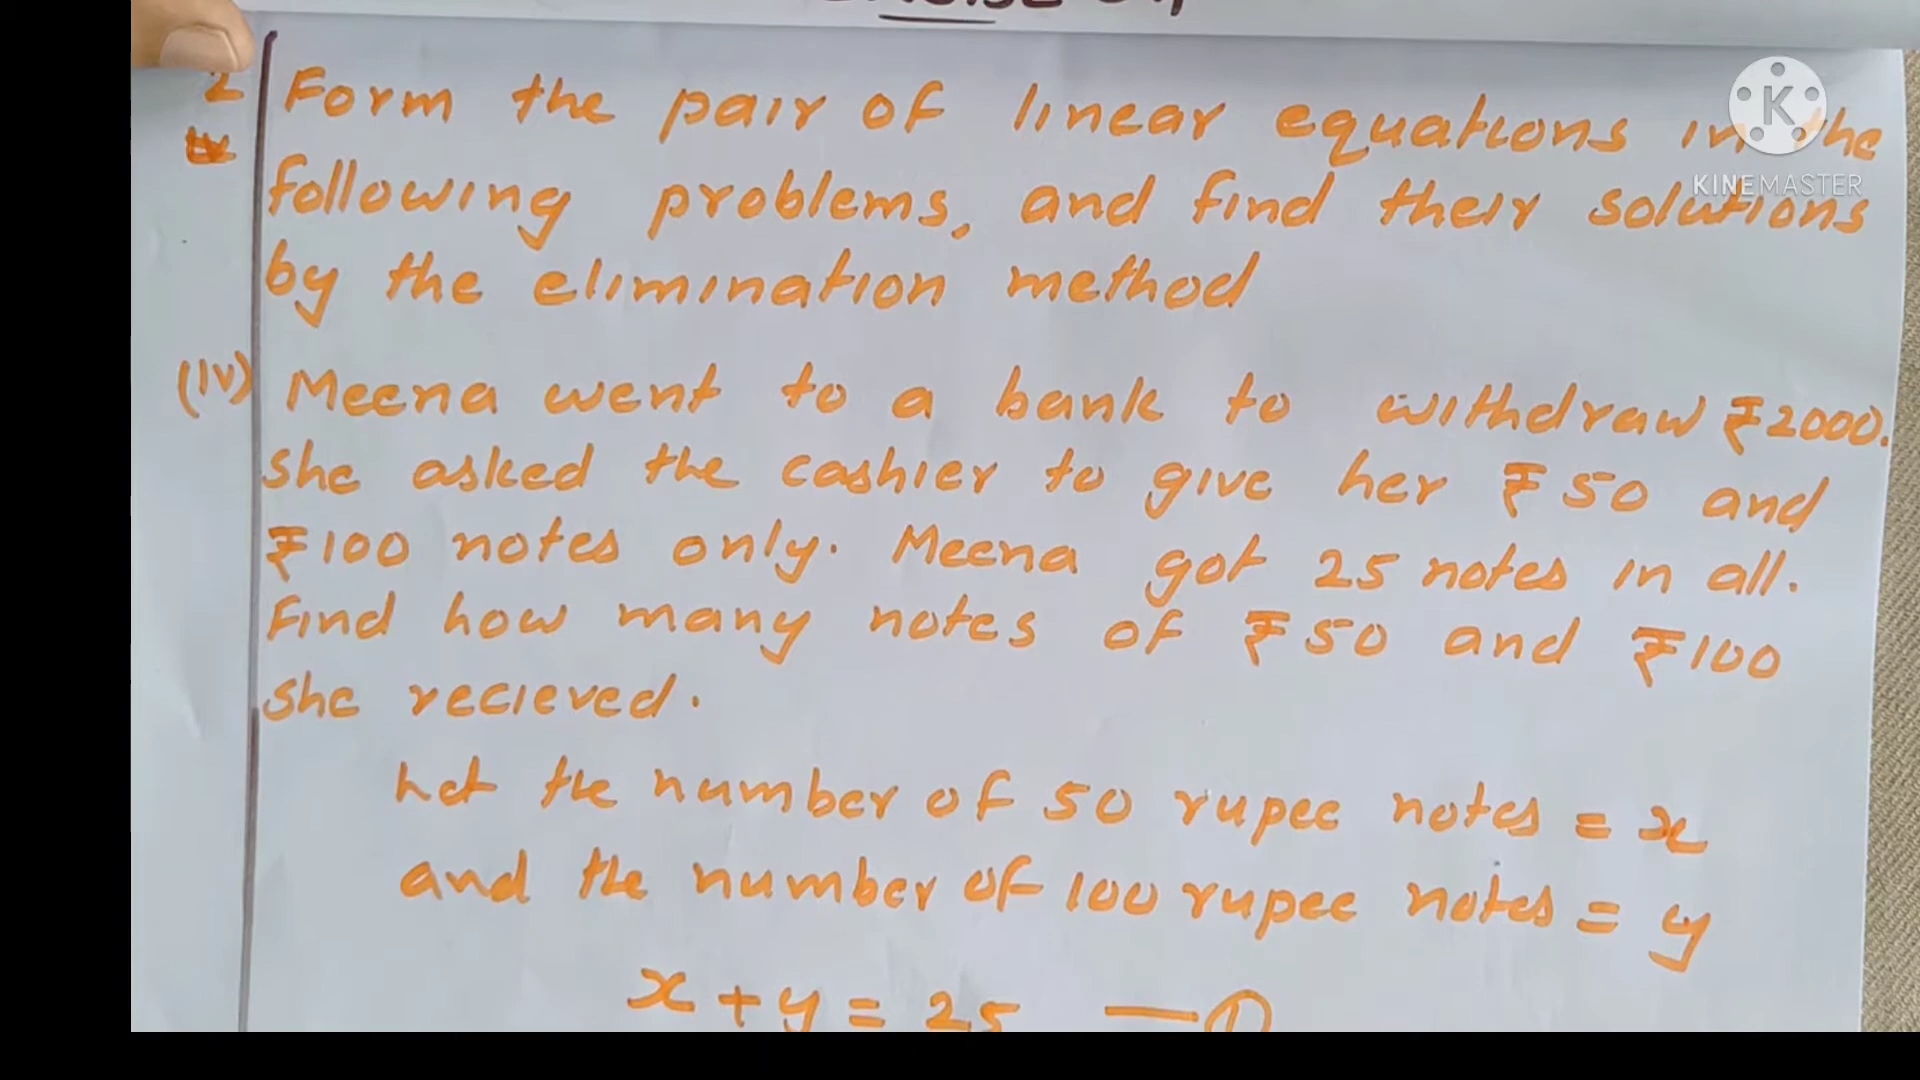 2 Form the pair of linear equations in the
following problems, and find their solutions
by the elimination method
(iv) Meena went to a bank to withdraw ₹2000.
she asked the cashier to give her ₹50 and
₹100 notes only. Meena got 25 notes in all.
Find how many notes of ₹50 and ₹100
she recieved.
Let the number of 50 rupee notes = x
and the number of 100 rupee notes = y
x + y = 25 — ①
K
KINEMASTER